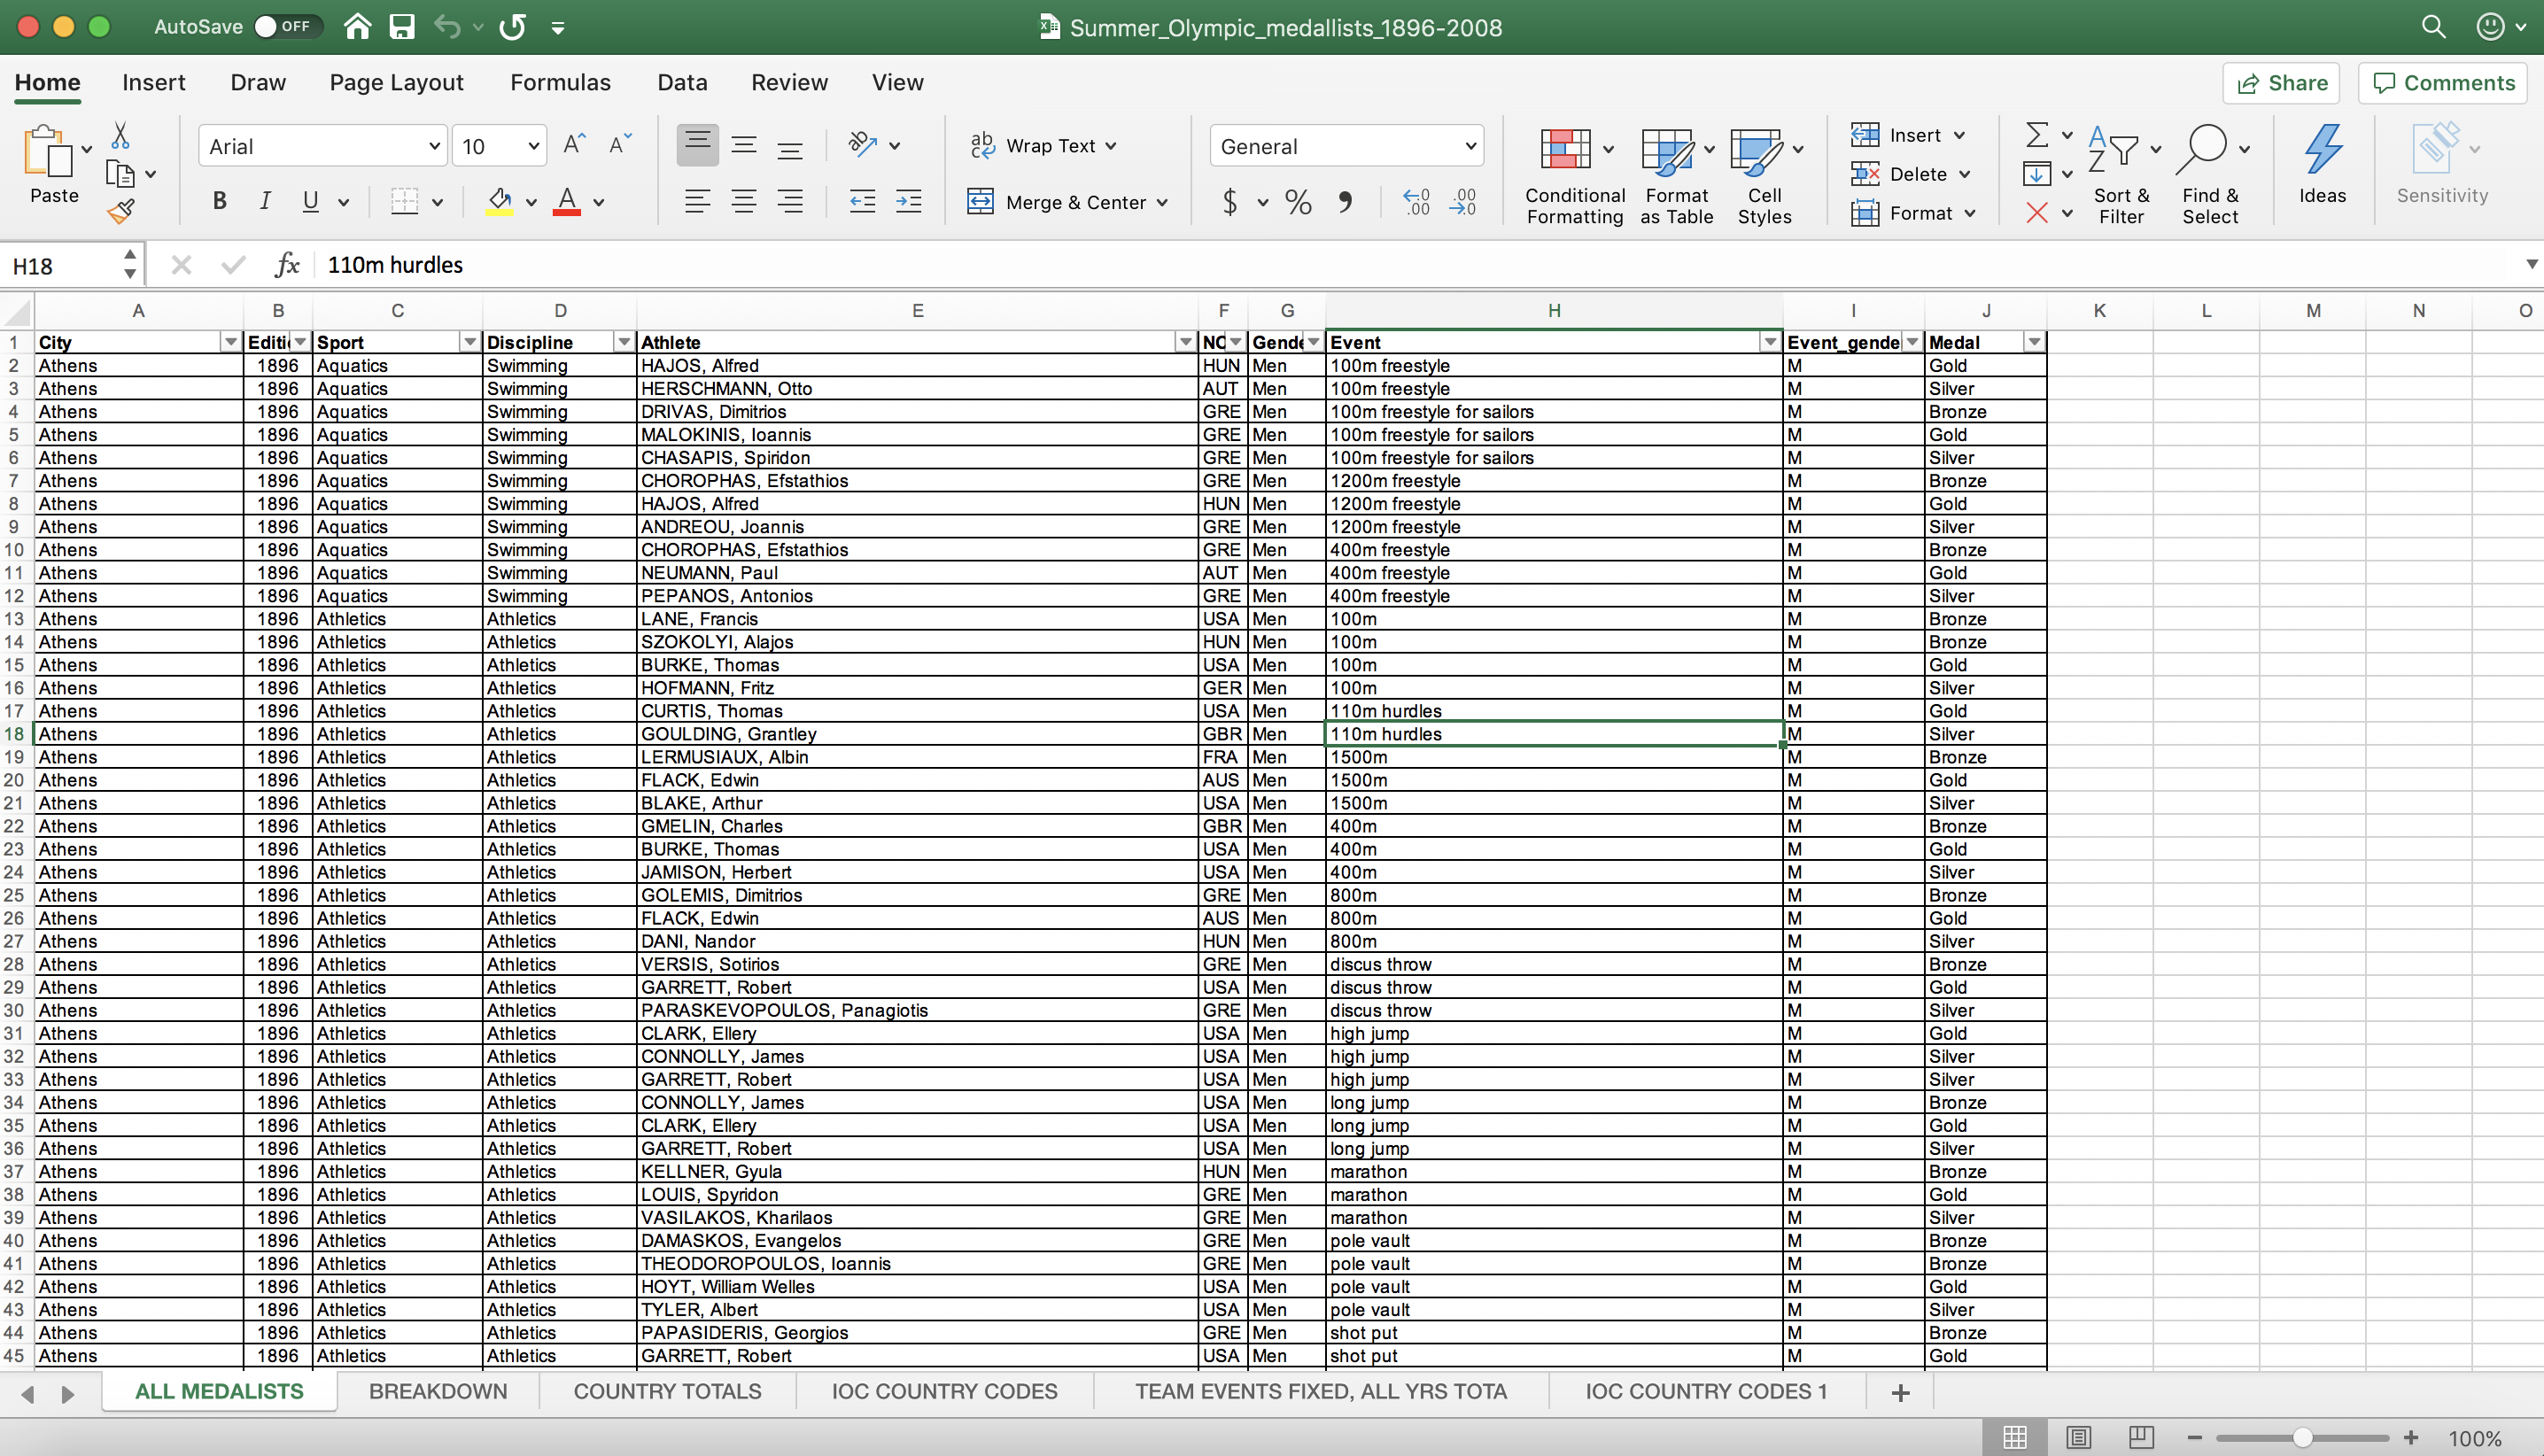 AutoSave OFF Summer_Olympic_medallists_1896-2008
Home Insert Draw Page Layout Formulas Data Review View Share Comments
Paste Arial 10 Wrap Text General Conditional Formatting Format as Table Cell Styles Insert Sort & Filter Find & Select Ideas Sensitivity
B I U Merge & Center $ % Delete
Format
H18 fx 110m hurdles
A B C D E F G H I J K L M N O
1 City Editi Sport Discipline Athlete NC Gende Event Event_gende Medal
2 Athens 1896 Aquatics Swimming HAJOS, Alfred HUN Men 100m freestyle M Gold
3 Athens 1896 Aquatics Swimming HERSCHMANN, Otto AUT Men 100m freestyle M Silver
4 Athens 1896 Aquatics Swimming DRIVAS, Dimitrios GRE Men 100m freestyle for sailors M Bronze
5 Athens 1896 Aquatics Swimming MALOKINIS, Ioannis GRE Men 100m freestyle for sailors M Gold
6 Athens 1896 Aquatics Swimming CHASAPIS, Spiridon GRE Men 100m freestyle for sailors M Silver
7 Athens 1896 Aquatics Swimming CHOROPHAS, Efstathios GRE Men 1200m freestyle M Bronze
8 Athens 1896 Aquatics Swimming HAJOS, Alfred HUN Men 1200m freestyle M Gold
9 Athens 1896 Aquatics Swimming ANDREOU, Joannis GRE Men 1200m freestyle M Silver
10 Athens 1896 Aquatics Swimming CHOROPHAS, Efstathios GRE Men 400m freestyle M Bronze
11 Athens 1896 Aquatics Swimming NEUMANN, Paul AUT Men 400m freestyle M Gold
12 Athens 1896 Aquatics Swimming PEPANOS, Antonios GRE Men 400m freestyle M Silver
13 Athens 1896 Athletics Athletics LANE, Francis USA Men 100m M Bronze
14 Athens 1896 Athletics Athletics SZOKOLYI, Alajos HUN Men 100m M Bronze
15 Athens 1896 Athletics Athletics BURKE, Thomas USA Men 100m M Gold
16 Athens 1896 Athletics Athletics HOFMANN, Fritz GER Men 100m M Silver
17 Athens 1896 Athletics Athletics CURTIS, Thomas USA Men 110m hurdles M Gold
18 Athens 1896 Athletics Athletics GOULDING, Grantley GBR Men 110m hurdles M Silver
19 Athens 1896 Athletics Athletics LERMUSIAUX, Albin FRA Men 1500m M Bronze
20 Athens 1896 Athletics Athletics FLACK, Edwin AUS Men 1500m M Gold
21 Athens 1896 Athletics Athletics BLAKE, Arthur USA Men 1500m M Silver
22 Athens 1896 Athletics Athletics GMELIN, Charles GBR Men 400m M Bronze
23 Athens 1896 Athletics Athletics BURKE, Thomas USA Men 400m M Gold
24 Athens 1896 Athletics Athletics JAMISON, Herbert USA Men 400m M Silver
25 Athens 1896 Athletics Athletics GOLEMIS, Dimitrios GRE Men 800m M Bronze
26 Athens 1896 Athletics Athletics FLACK, Edwin AUS Men 800m M Gold
27 Athens 1896 Athletics Athletics DANI, Nandor HUN Men 800m M Silver
28 Athens 1896 Athletics Athletics VERSIS, Sotirios GRE Men discus throw M Bronze
29 Athens 1896 Athletics Athletics GARRETT, Robert USA Men discus throw M Gold
30 Athens 1896 Athletics Athletics PARASKEVOPOULOS, Panagiotis GRE Men discus throw M Silver
31 Athens 1896 Athletics Athletics CLARK, Ellery USA Men high jump M Gold
32 Athens 1896 Athletics Athletics CONNOLLY, James USA Men high jump M Silver
33 Athens 1896 Athletics Athletics GARRETT, Robert USA Men high jump M Silver
34 Athens 1896 Athletics Athletics CONNOLLY, James USA Men long jump M Bronze
35 Athens 1896 Athletics Athletics CLARK, Ellery USA Men long jump M Gold
36 Athens 1896 Athletics Athletics GARRETT, Robert USA Men long jump M Silver
37 Athens 1896 Athletics Athletics KELLNER, Gyula HUN Men marathon M Bronze
38 Athens 1896 Athletics Athletics LOUIS, Spyridon GRE Men marathon M Gold
39 Athens 1896 Athletics Athletics VASILAKOS, Kharilaos GRE Men marathon M Silver
40 Athens 1896 Athletics Athletics DAMASKOS, Evangelos GRE Men pole vault M Bronze
41 Athens 1896 Athletics Athletics THEODOROPOULOS, Ioannis GRE Men pole vault M Bronze
42 Athens 1896 Athletics Athletics HOYT, William Welles USA Men pole vault M Gold
43 Athens 1896 Athletics Athletics TYLER, Albert USA Men pole vault M Silver
44 Athens 1896 Athletics Athletics PAPASIDERIS, Georgios GRE Men shot put M Bronze
45 Athens 1896 Athletics Athletics GARRETT, Robert USA Men shot put M Gold
ALL MEDALISTS BREAKDOWN COUNTRY TOTALS IOC COUNTRY CODES TEAM EVENTS FIXED, ALL YRS TOTA IOC COUNTRY CODES 1 +
100%